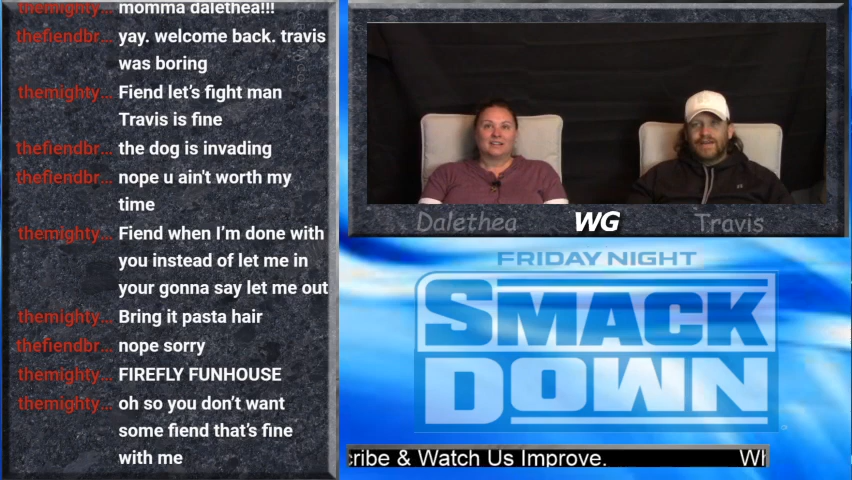 themighty... momma dalethea!!!
thefiendbr... yay. welcome back. travis
was boring
themighty... Fiend let's fight man
Travis is fine
thefiendbr... the dog is invading
thefiendbr... nope u ain't worth my
time
themighty... Fiend when I'm done with
you instead of let me in
your gonna say let me out
themighty... Bring it pasta hair
thefiendbr... nope sorry
themighty... FIREFLY FUNHOUSE
themighty... oh so you don't want
some fiend that's fine
with me
Dalethea WG Travis
FRIDAY NIGHT
SMACK
DOWN
cribe & Watch Us Improve. Wh